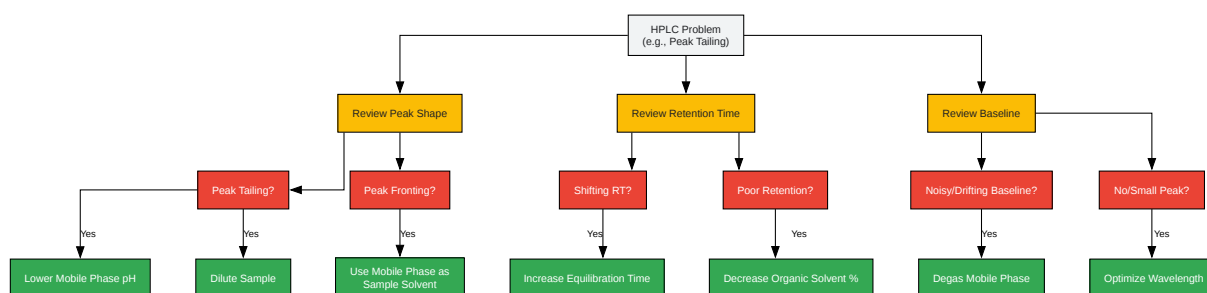 HPLC Problem
(e.g., Peak Tailing)
Review Peak Shape
Review Retention Time
Review Baseline
Peak Tailing?
Peak Fronting?
Shifting RT?
Poor Retention?
Noisy/Drifting Baseline?
No/Small Peak?
Yes
Yes
Yes
Yes
Yes
Yes
Yes
Lower Mobile Phase pH
Dilute Sample
Use Mobile Phase as
Sample Solvent
Increase Equilibration Time
Decrease Organic Solvent %
Degas Mobile Phase
Optimize Wavelength